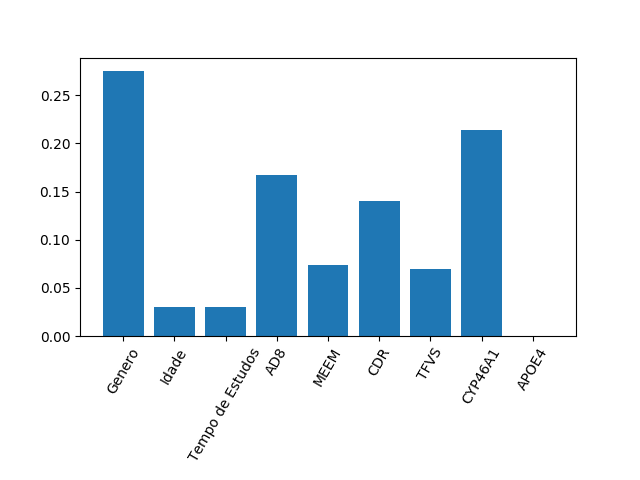 0.25
0.20
0.15
0.10
0.05
0.00
Genero
Idade
Tempo de Estudos
AD8
MEEM
CDR
TFVS
CYP46A1
APOE4